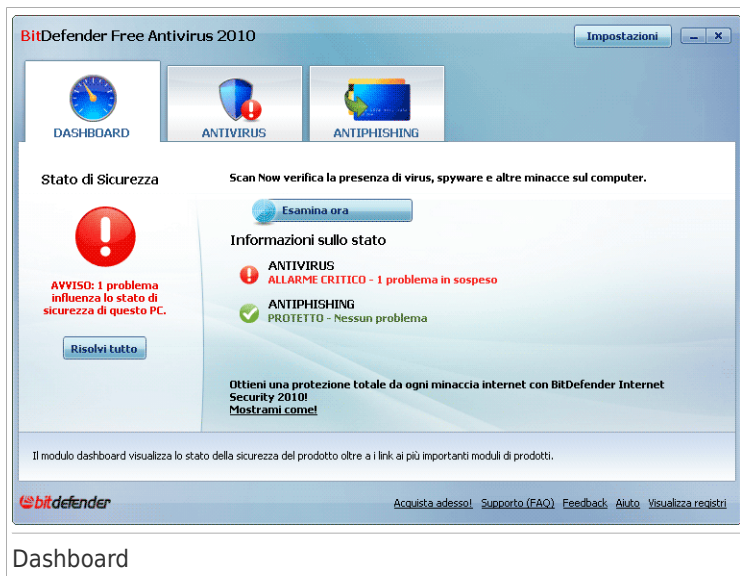 BitDefender Free Antivirus 2010
Impostazioni
DASHBOARD
ANTIVIRUS
ANTIPHISHING
Stato di Sicurezza
AVVISO: 1 problema
influenza lo stato di
sicurezza di questo PC.
Risolvi tutto
Scan Now verifica la presenza di virus, spyware e altre minacce sul computer.
Esamina ora
Informazioni sullo stato
ANTIVIRUS
ALLARME CRITICO - 1 problema in sospeso
ANTIPHISHING
PROTETTO - Nessun problema
Ottieni una protezione totale da ogni minaccia internet con BitDefender Internet
Security 2010!
Mostrami come!
Il modulo dashboard visualizza lo stato della sicurezza del prodotto oltre a i link ai più importanti moduli di prodotti.
bitdefender
Acquista adesso! Supporto (FAQ) Feedback Aiuto Visualizza registri
Dashboard